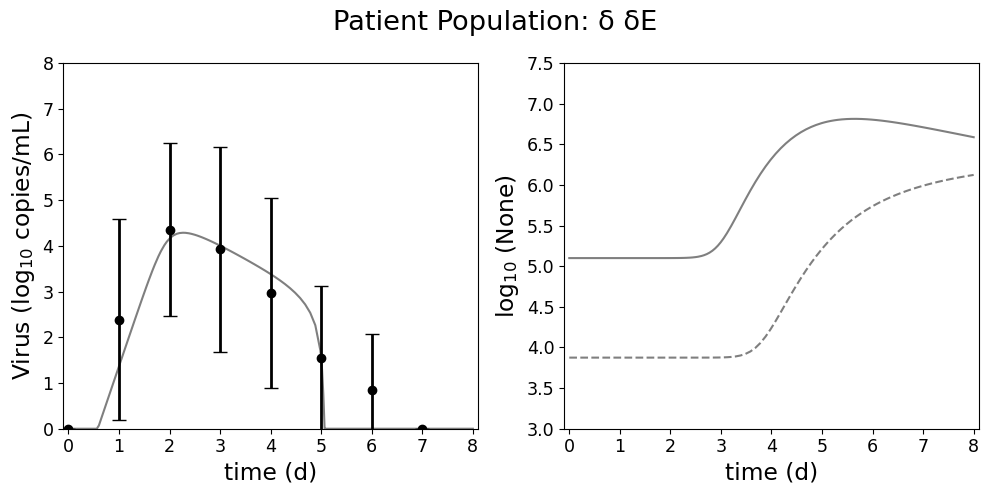 Patient Population: δ δE
Virus (log10 copies/mL)
8
7
6
5
4
3
2
1
0
0 1 2 3 4 5 6 7 8
time (d)
log10 (None)
7.5
7.0
6.5
6.0
5.5
5.0
4.5
4.0
3.5
3.0
0 1 2 3 4 5 6 7 8
time (d)